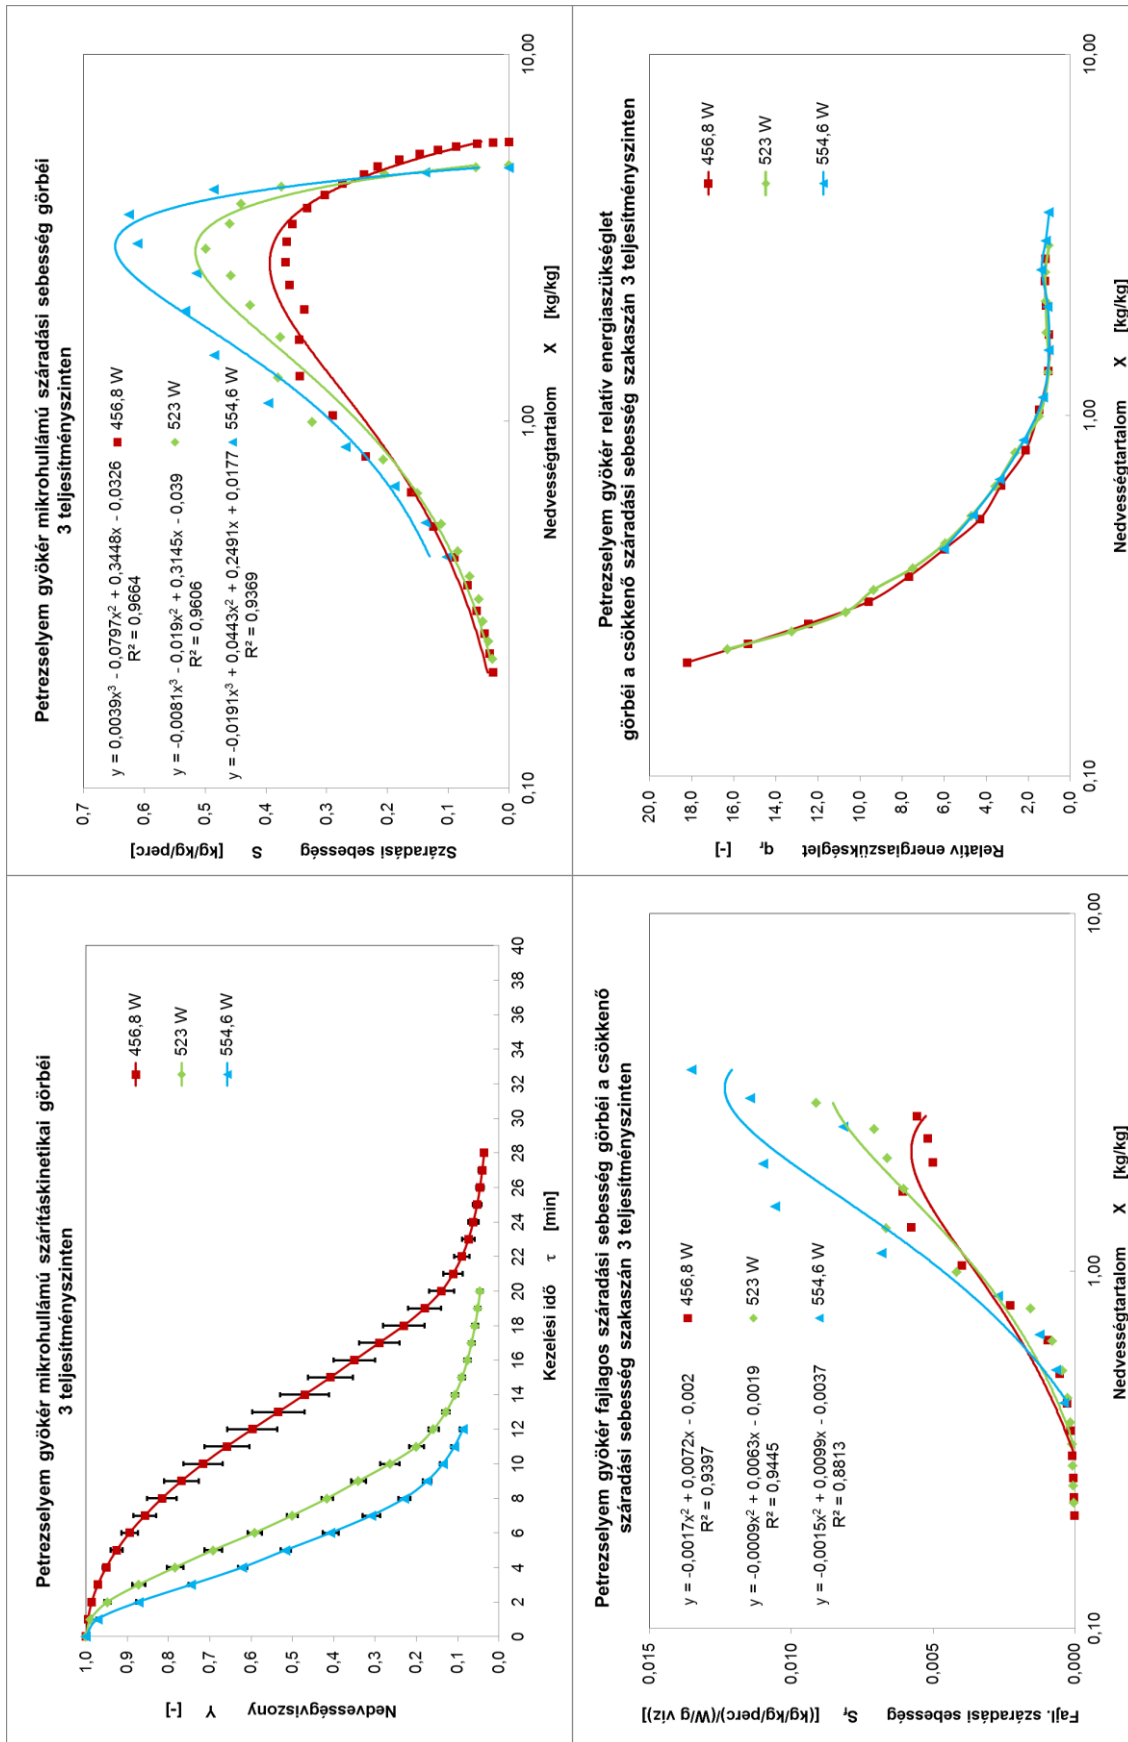 Petrezselyem gyökér mikrohullámú szárításkinetikai görbéi
3 teljesítményszinten
Nedvességviszony Y [-]
1,0
0,9
0,8
0,7
0,6
0,5
0,4
0,3
0,2
0,1
0,0
0 2 4 6 8 10 12 14 16 18 20 22 24 26 28 30 32 34 36 38 40
Kezelési idő τ [min]
456,8 W
523 W
554,6 W
Petrezselyem gyökér mikrohullámú száradási sebesség görbéi
3 teljesítményszinten
Száradási sebesség S [kg/kg/perc]
0,7
0,6
0,5
0,4
0,3
0,2
0,1
0,0
0,10 1,00 10,00
Nedvességtartalom X [kg/kg]
y = 0,0039x³ - 0,0797x² + 0,3448x - 0,0326
R² = 0,9664
456,8 W
y = -0,0081x³ - 0,019x² + 0,3145x - 0,039
R² = 0,9606
523 W
y = -0,0191x³ + 0,0443x² + 0,2491x + 0,0177
R² = 0,9369
554,6 W
Petrezselyem gyökér fajlagos száradási sebesség görbéi a csökkenő
száradási sebesség szakaszán 3 teljesítményszinten
Fajl. száradási sebesség Sf [(kg/kg/perc)/(W/g víz)]
0,015
0,010
0,005
0,000
0,10 1,00 10,00
Nedvességtartalom X [kg/kg]
y = -0,0017x² + 0,0072x - 0,002
R² = 0,9397
456,8 W
y = -0,0009x² + 0,0063x - 0,0019
R² = 0,9445
523 W
y = -0,0015x² + 0,0099x - 0,0037
R² = 0,8813
554,6 W
Petrezselyem gyökér relatív energiaszükséglet
görbéi a csökkenő száradási sebesség szakaszán 3 teljesítményszinten
Relatív energiaszükséglet qr [-]
20,0
18,0
16,0
14,0
12,0
10,0
8,0
6,0
4,0
2,0
0,0
0,10 1,00 10,00
Nedvességtartalom X [kg/kg]
456,8 W
523 W
554,6 W